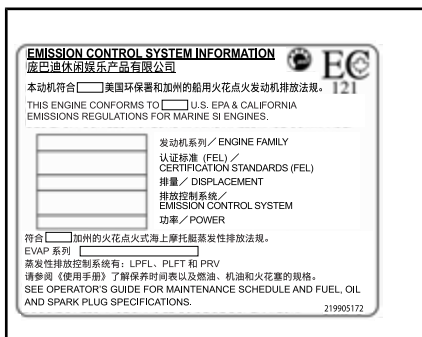 EMISSION CONTROL SYSTEM INFORMATION
庞巴迪休闲娱乐产品有限公司
EC
121
本动机符合 美国环保署和加州的船用火花点火发动机排放法规。
THIS ENGINE CONFORMS TO U.S. EPA & CALIFORNIA
EMISSIONS REGULATIONS FOR MARINE SI ENGINES.
发动机系列／ENGINE FAMILY
认证标准 (FEL)／
CERTIFICATION STANDARDS (FEL)
排量／DISPLACEMENT
排放控制系统／
EMISSION CONTROL SYSTEM
功率／POWER
符合 加州的火花点火式海上摩托艇蒸发性排放法规。
EVAP 系列
蒸发性排放控制系统有：LPFL、PLFT 和 PRV
请参阅《使用手册》了解保养时间表以及燃油、机油和火花塞的规格。
SEE OPERATOR'S GUIDE FOR MAINTENANCE SCHEDULE AND FUEL, OIL
AND SPARK PLUG SPECIFICATIONS.
219905172